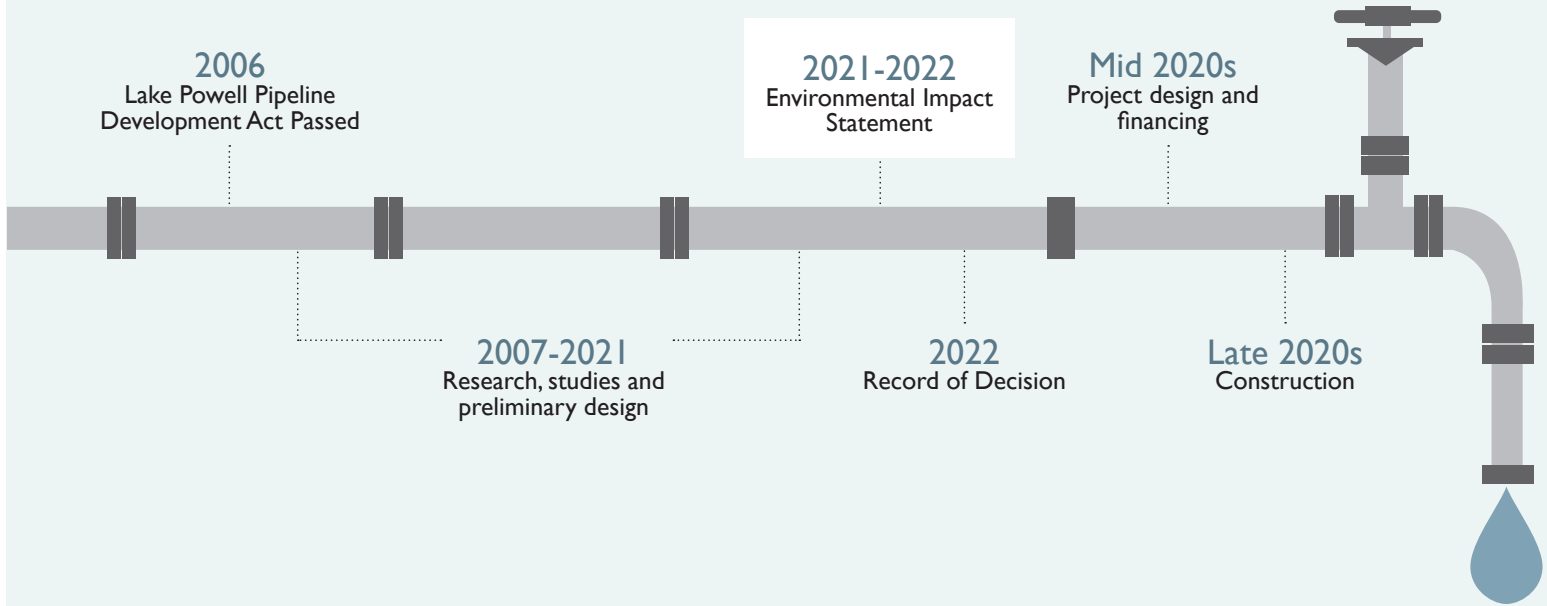 2006
Lake Powell Pipeline
Development Act Passed
2007-2021
Research, studies and
preliminary design
2021-2022
Environmental Impact
Statement
2022
Record of Decision
Mid 2020s
Project design and
financing
Late 2020s
Construction